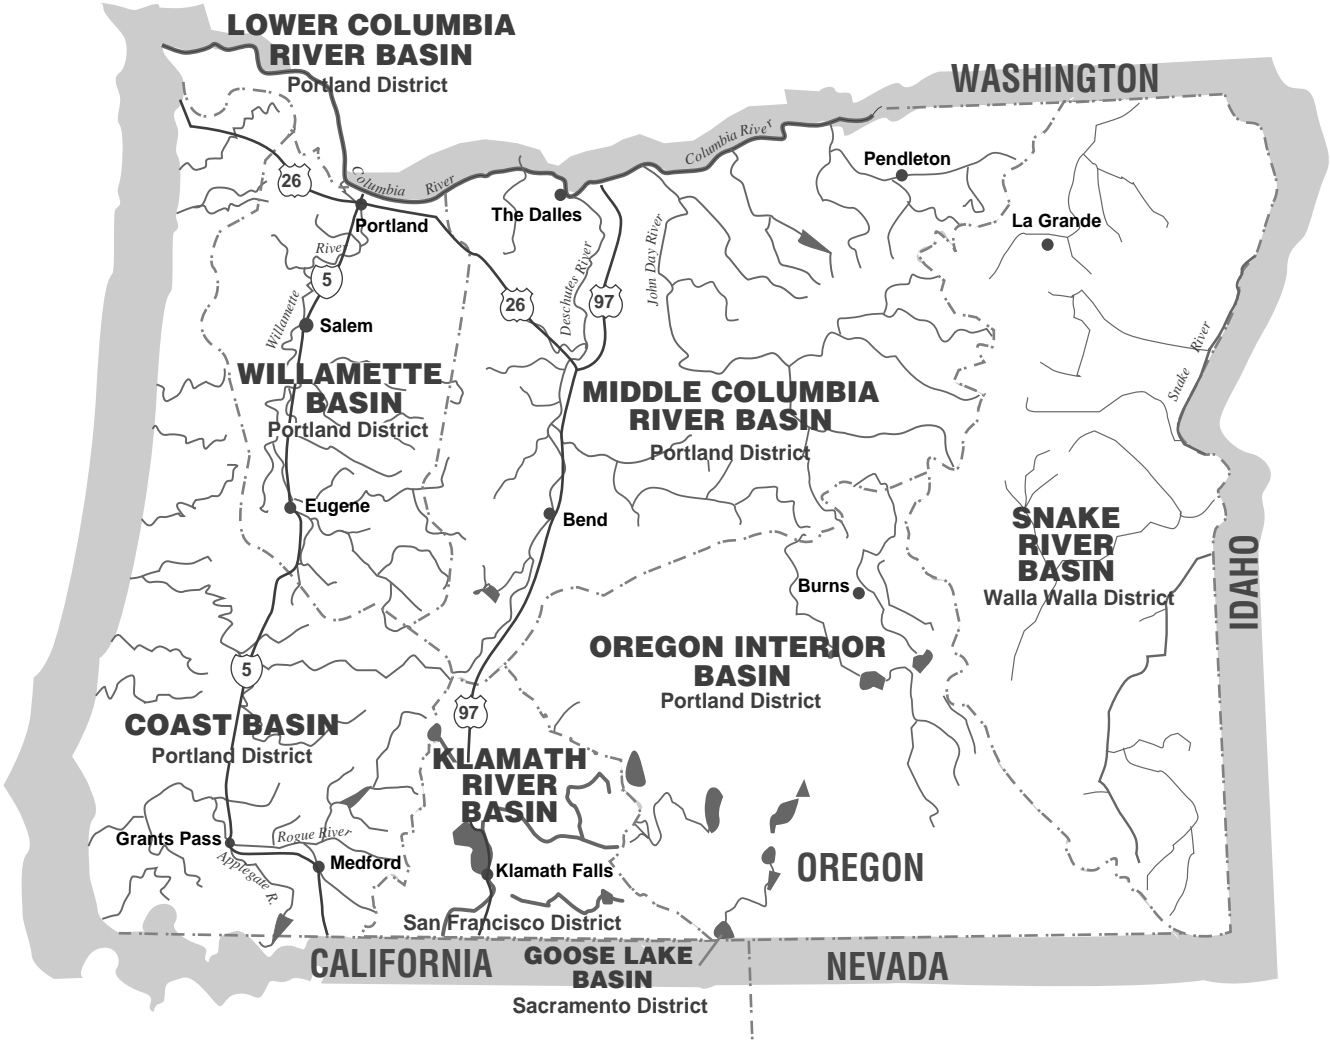 LOWER COLUMBIA
RIVER BASIN
Portland District
WASHINGTON
Columbia River
Pendleton
26
Columbia River
The Dalles
Portland
La Grande
River
5
Willamette
Salem
26
Deschutes River
97
John Day River
Snake River
WILLAMETTE
BASIN
Portland District
MIDDLE COLUMBIA
RIVER BASIN
Portland District
Eugene
Bend
SNAKE
RIVER
BASIN
Walla Walla District
IDAHO
Burns
OREGON INTERIOR
BASIN
Portland District
5
97
COAST BASIN
Portland District
KLAMATH
RIVER
BASIN
Grants Pass
Rogue River
Applegate R.
Medford
Klamath Falls
OREGON
San Francisco District
CALIFORNIA
GOOSE LAKE
BASIN
Sacramento District
NEVADA